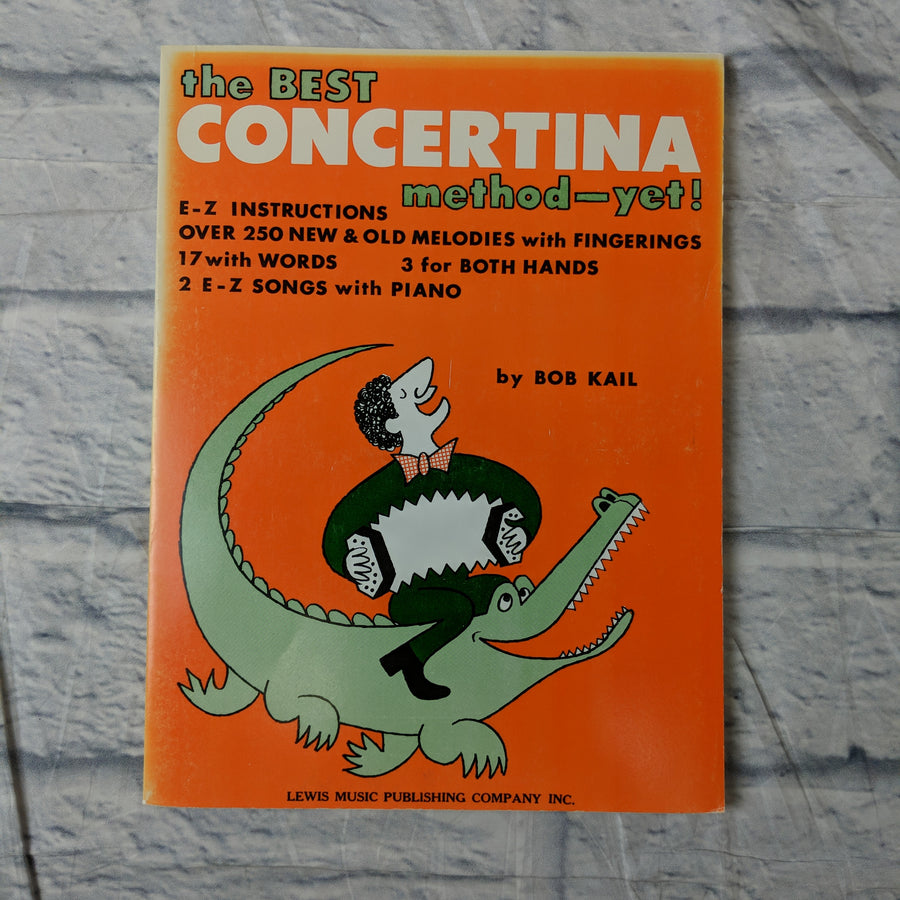 the BEST
CONCERTINA
method—yet!
E-Z INSTRUCTIONS
OVER 250 NEW & OLD MELODIES with FINGERINGS
17 with WORDS 3 for BOTH HANDS
2 E-Z SONGS with PIANO
by BOB KAIL
LEWIS MUSIC PUBLISHING COMPANY INC.